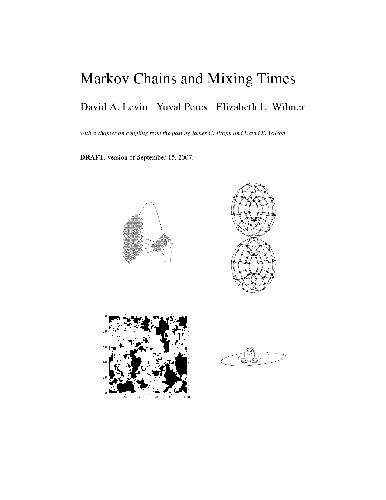 Markov Chains and Mixing Times
David A. Levin Yuval Peres Elizabeth L. Wilmer
with a chapter on coupling from the past by James G. Propp and David B. Wilson
DRAFT, version of September 15, 2007.